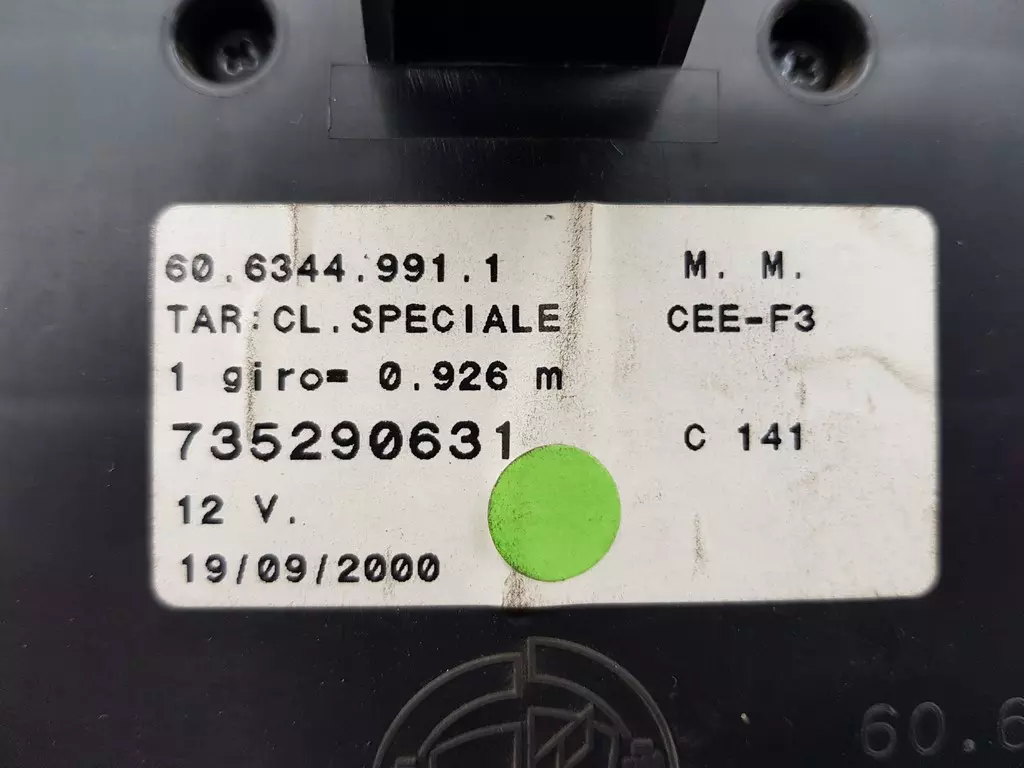 60.6344.991.1 M. M.
TAR:CL.SPECIALE CEE-F3
1 giro= 0.926 m
735290631 C 141
12 V.
19/09/2000
60.6